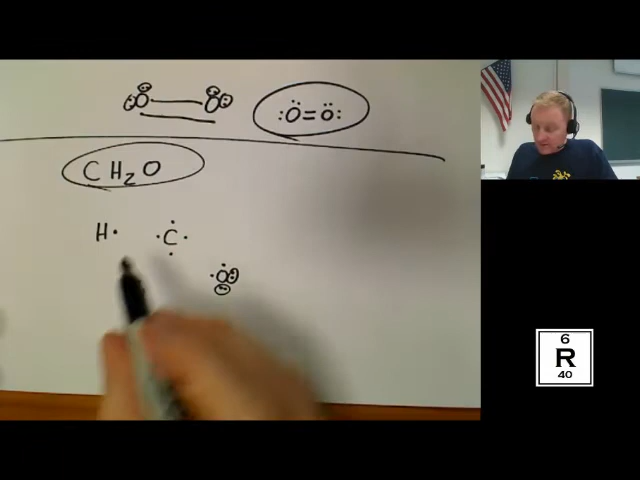 :Ö — Ö: :Ö=Ö:
CH₂O
H· ·C· ·O:
6
R
40